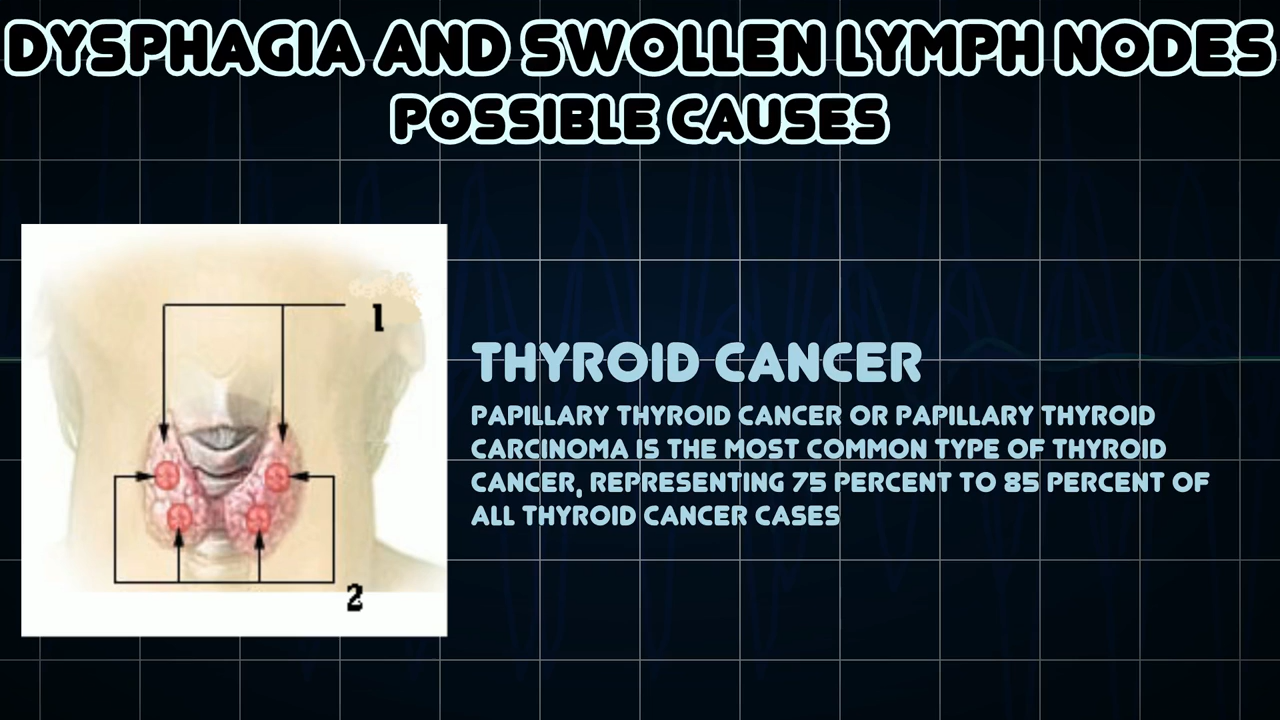 DYSPHAGIA AND SWOLLEN LYMPH NODES
POSSIBLE CAUSES
1
THYROID CANCER
PAPILLARY THYROID CANCER OR PAPILLARY THYROID
CARCINOMA IS THE MOST COMMON TYPE OF THYROID
CANCER, REPRESENTING 75 PERCENT TO 85 PERCENT OF
ALL THYROID CANCER CASES
2